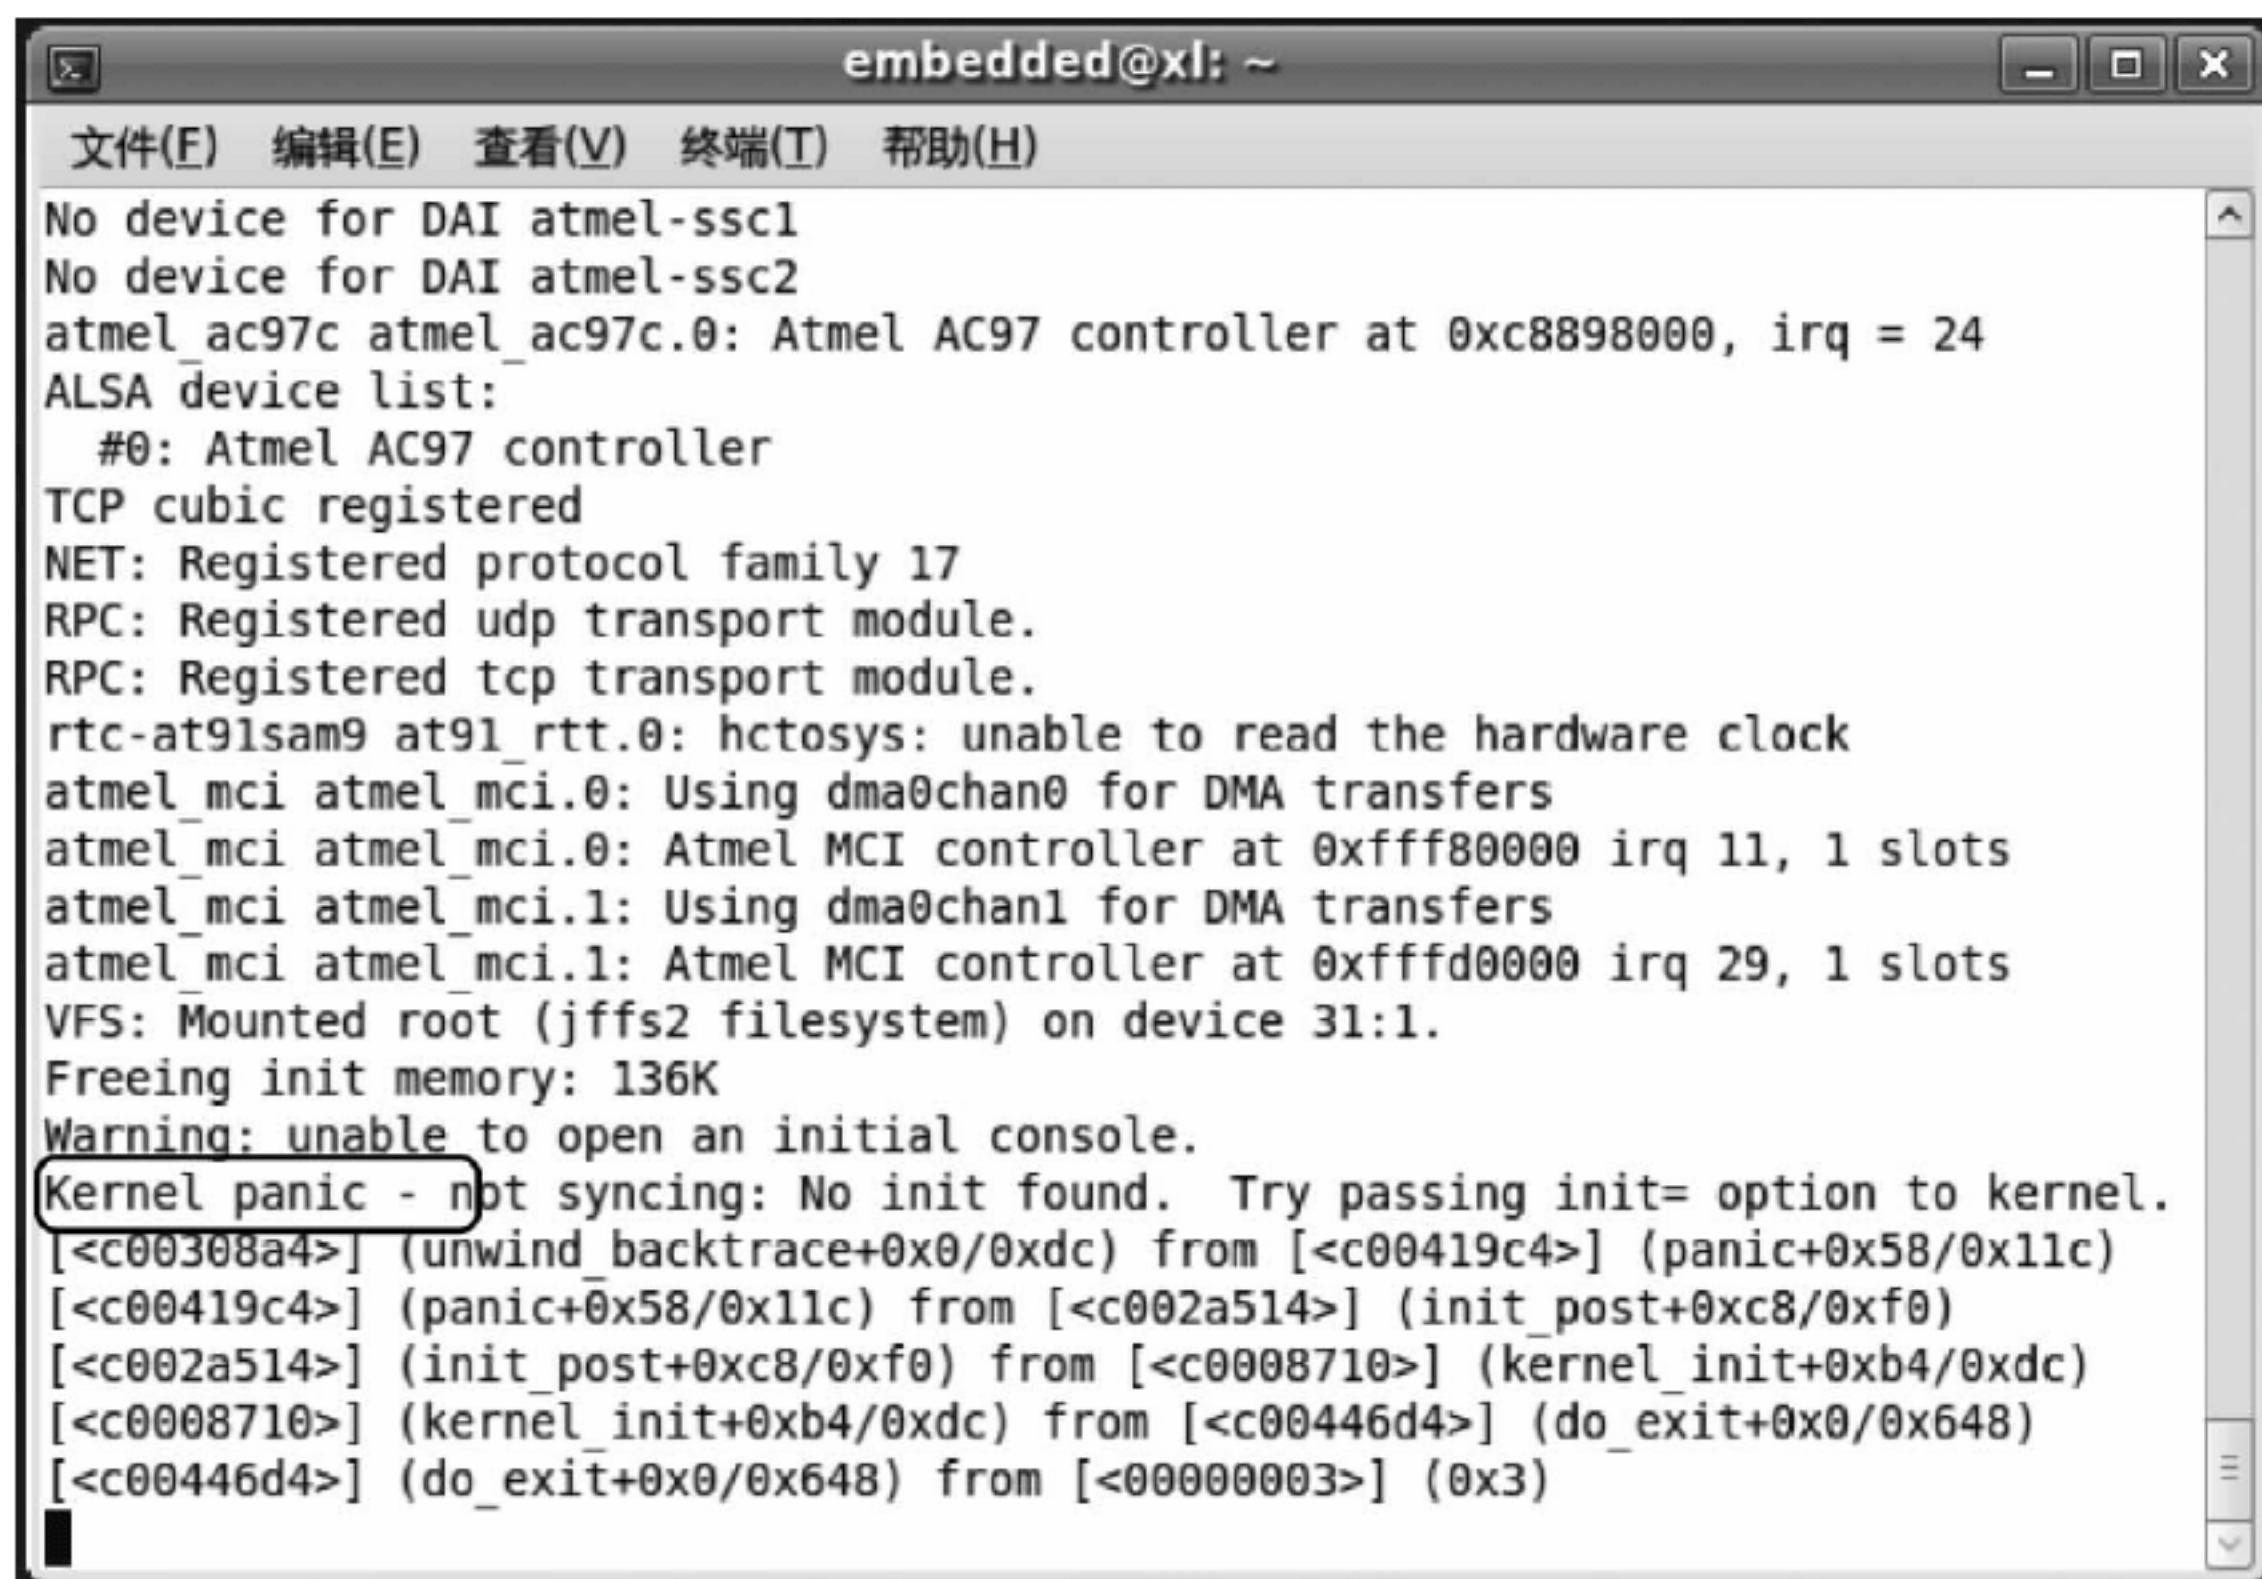 embedded@xl: ~
文件(F) 编辑(E) 查看(V) 终端(T) 帮助(H)
No device for DAI atmel-ssc1
No device for DAI atmel-ssc2
atmel_ac97c atmel_ac97c.0: Atmel AC97 controller at 0xc8898000, irq = 24
ALSA device list:
  #0: Atmel AC97 controller
TCP cubic registered
NET: Registered protocol family 17
RPC: Registered udp transport module.
RPC: Registered tcp transport module.
rtc-at91sam9 at91_rtt.0: hctosys: unable to read the hardware clock
atmel_mci atmel_mci.0: Using dma0chan0 for DMA transfers
atmel_mci atmel_mci.0: Atmel MCI controller at 0xfff80000 irq 11, 1 slots
atmel_mci atmel_mci.1: Using dma0chan1 for DMA transfers
atmel_mci atmel_mci.1: Atmel MCI controller at 0xfffd0000 irq 29, 1 slots
VFS: Mounted root (jffs2 filesystem) on device 31:1.
Freeing init memory: 136K
Warning: unable to open an initial console.
Kernel panic - not syncing: No init found.  Try passing init= option to kernel.
[<c00308a4>] (unwind_backtrace+0x0/0xdc) from [<c00419c4>] (panic+0x58/0x11c)
[<c00419c4>] (panic+0x58/0x11c) from [<c002a514>] (init_post+0xc8/0xf0)
[<c002a514>] (init_post+0xc8/0xf0) from [<c0008710>] (kernel_init+0xb4/0xdc)
[<c0008710>] (kernel_init+0xb4/0xdc) from [<c00446d4>] (do_exit+0x0/0x648)
[<c00446d4>] (do_exit+0x0/0x648) from [<00000003>] (0x3)